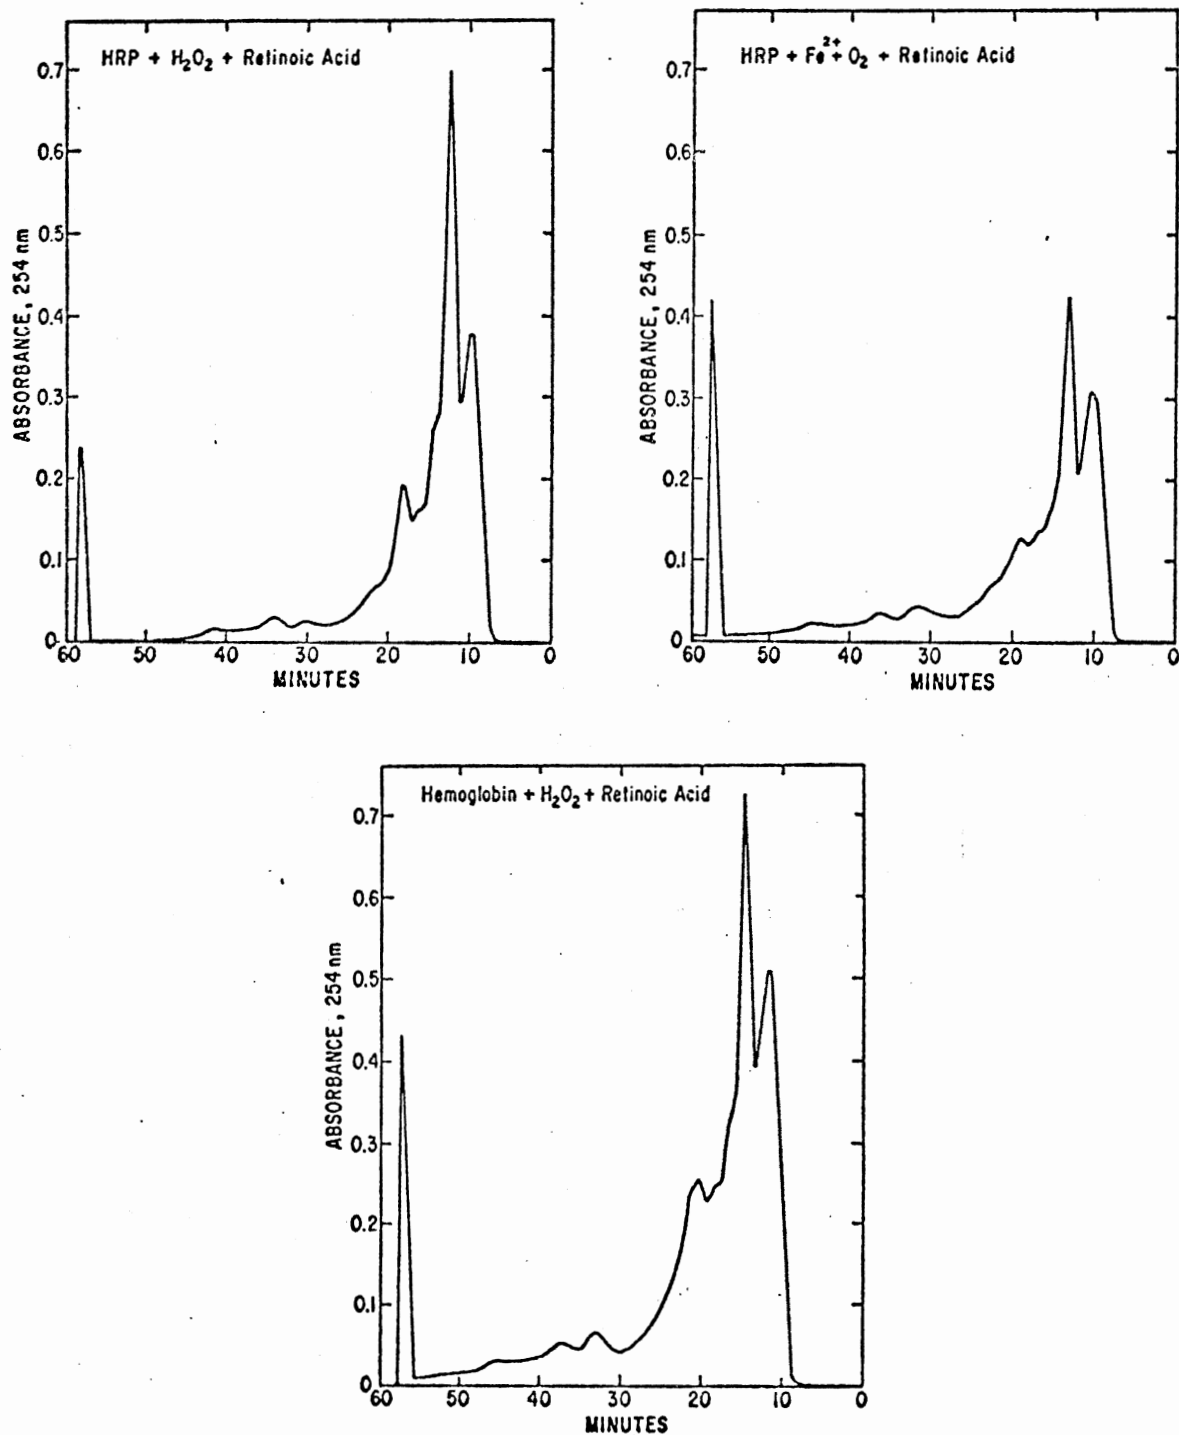 HRP + H₂O₂ + Retinoic Acid
0.7
0.6
0.5
0.4
0.3
0.2
0.1
0
ABSORBANCE, 254 nm
60 50 40 30 20 10 0
MINUTES
HRP + Fe²⁺ + O₂ + Retinoic Acid
0.7
0.6
0.5
0.4
0.3
0.2
0.1
0
ABSORBANCE, 254 nm
60 50 40 30 20 10 0
MINUTES
Hemoglobin + H₂O₂ + Retinoic Acid
0.7
0.6
0.5
0.4
0.3
0.2
0.1
0
ABSORBANCE, 254 nm
60 50 40 30 20 10 0
MINUTES